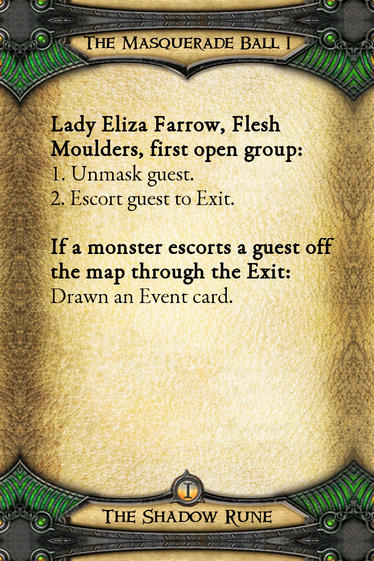 The Masquerade Ball I
Lady Eliza Farrow, Flesh
Moulders, first open group:
1. Unmask guest.
2. Escort guest to Exit.
If a monster escorts a guest off
the map through the Exit:
Drawn an Event card.
I
The Shadow Rune